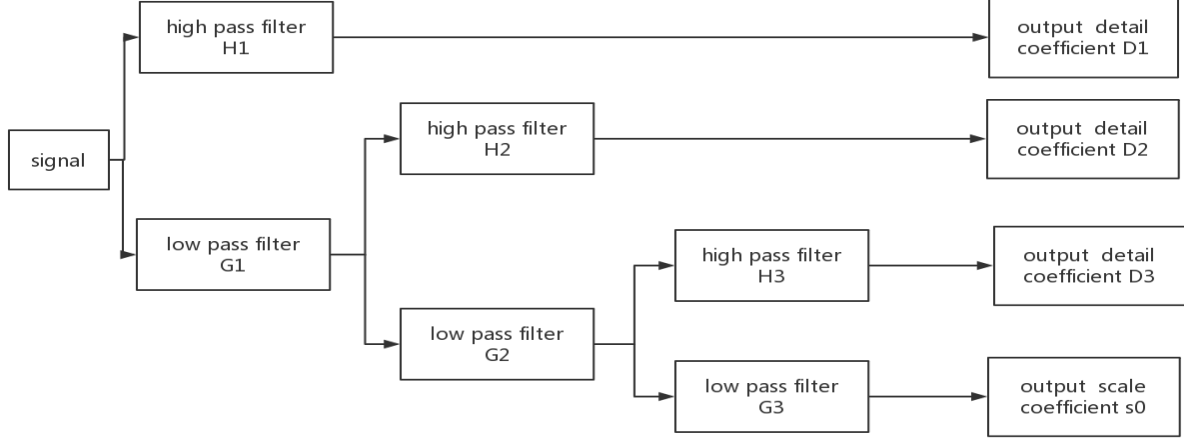 high pass filter
H1
output detail
coefficient D1
signal
high pass filter
H2
output detail
coefficient D2
low pass filter
G1
high pass filter
H3
output detail
coefficient D3
low pass filter
G2
low pass filter
G3
output scale
coefficient s0